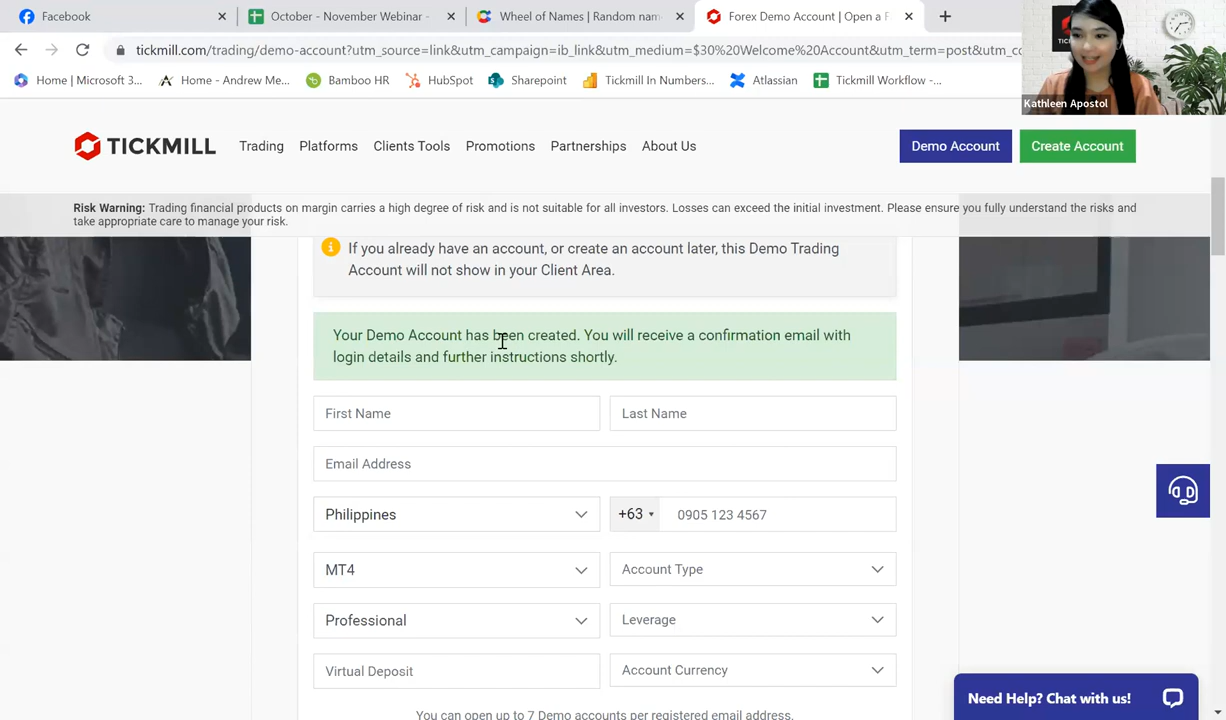 Facebook
October - November Webinar -
Wheel of Names | Random nam
Forex Demo Account | Open a F
tickmill.com/trading/demo-account?utm_source=link&utm_campaign=ib_link&utm_medium=$30%20Welcome%20Account&utm_term=post&utm_cc
Home | Microsoft 3...
Home - Andrew Me...
Bamboo HR
HubSpot
Sharepoint
Tickmill In Numbers...
Atlassian
Tickmill Workflow -...
Kathleen Apostol
TICKMILL
Trading
Platforms
Clients Tools
Promotions
Partnerships
About Us
Demo Account
Create Account
Risk Warning: Trading financial products on margin carries a high degree of risk and is not suitable for all investors. Losses can exceed the initial investment. Please ensure you fully understand the risks and
take appropriate care to manage your risk.
If you already have an account, or create an account later, this Demo Trading
Account will not show in your Client Area.
Your Demo Account has been created. You will receive a confirmation email with
login details and further instructions shortly.
First Name
Last Name
Email Address
Philippines
+63
0905 123 4567
MT4
Account Type
Professional
Leverage
Virtual Deposit
Account Currency
You can open up to 7 Demo accounts per registered email address.
Need Help? Chat with us!